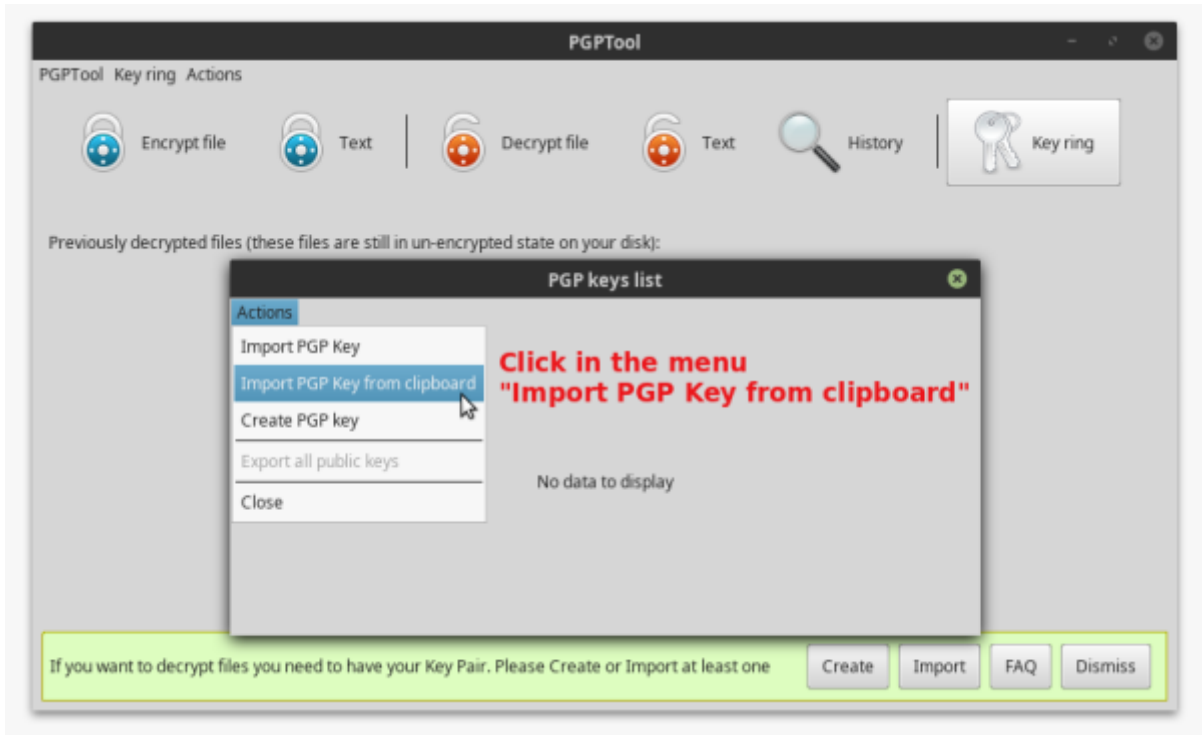 PGPTool
PGPTool Key ring Actions
Encrypt file Text Decrypt file Text History Key ring
Previously decrypted files (these files are still in un-encrypted state on your disk):
PGP keys list
Actions
Import PGP Key
Import PGP Key from clipboard
Create PGP key
Export all public keys
Close
Click in the menu
"Import PGP Key from clipboard"
No data to display
If you want to decrypt files you need to have your Key Pair. Please Create or Import at least one Create Import FAQ Dismiss